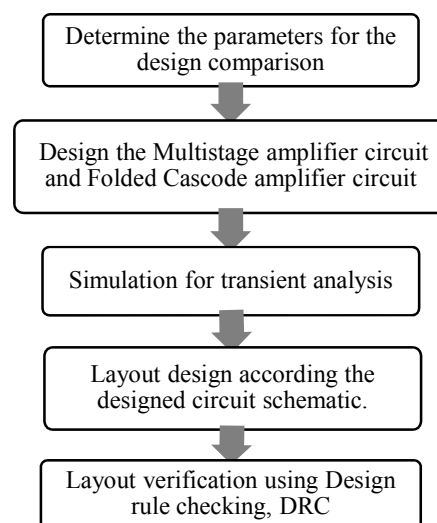 Determine the parameters for the
design comparison
Design the Multistage amplifier circuit
and Folded Cascode amplifier circuit
Simulation for transient analysis
Layout design according the
designed circuit schematic.
Layout verification using Design
rule checking, DRC